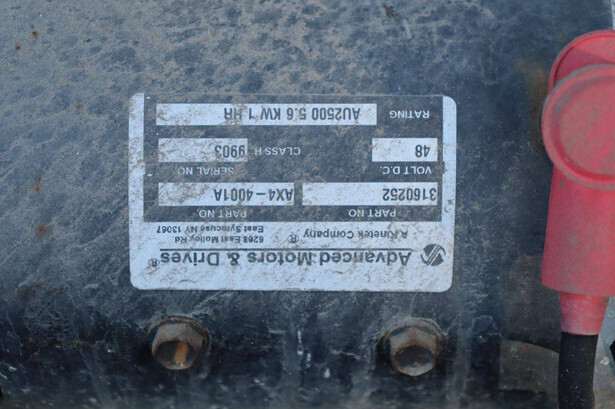 Advanced Motors & Drives®
A Kinetek Company® 6268 East Molloy Rd
East Syracuse NY 13057
PART NO PART NO
3160252 AX4-4001A
VOLT D.C. SERIAL NO
48 CLASS H 9903
RATING AU2500 5.6 KW 1 HR